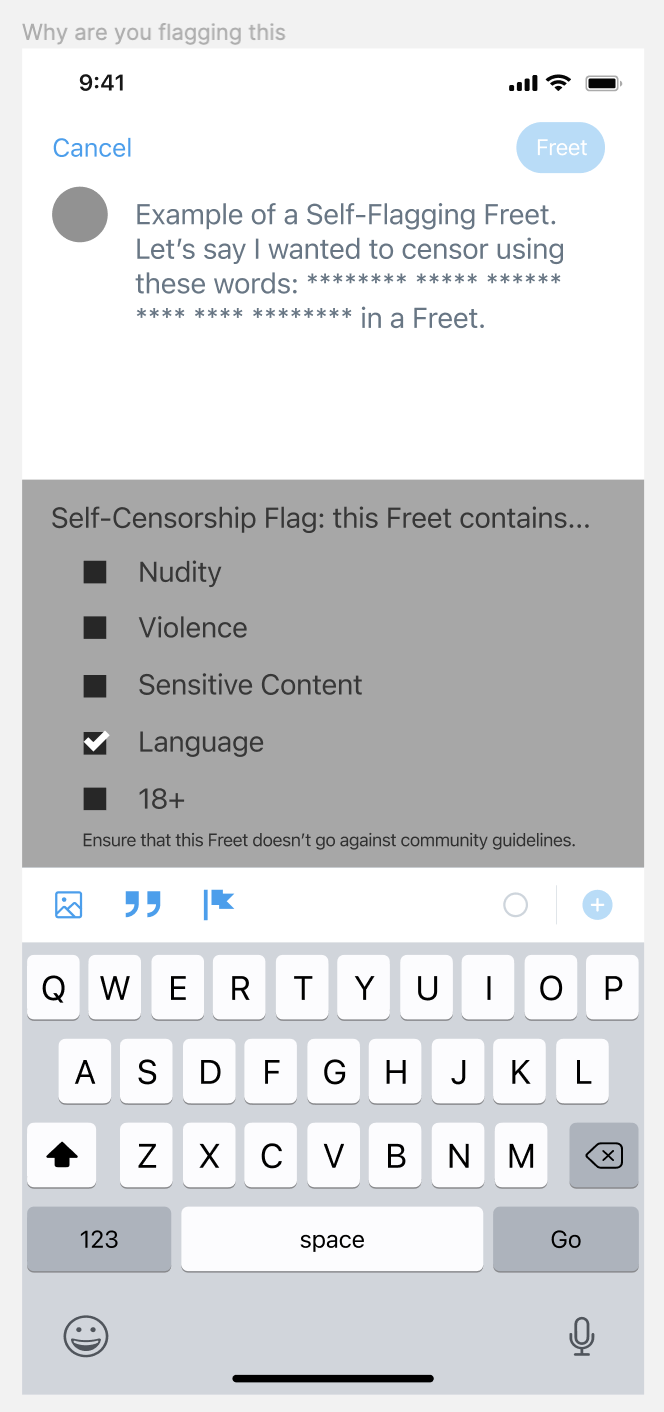 Why are you flagging this
9:41
Cancel
Freet
Example of a Self-Flagging Freet.
Let’s say I wanted to censor using
these words: ******** ***** ******
**** **** ******** in a Freet.
Self-Censorship Flag: this Freet contains...
Nudity
Violence
Sensitive Content
Language
18+
Ensure that this Freet doesn’t go against community guidelines.
Q W E R T Y U I O P
A S D F G H J K L
Z X C V B N M
123 space Go